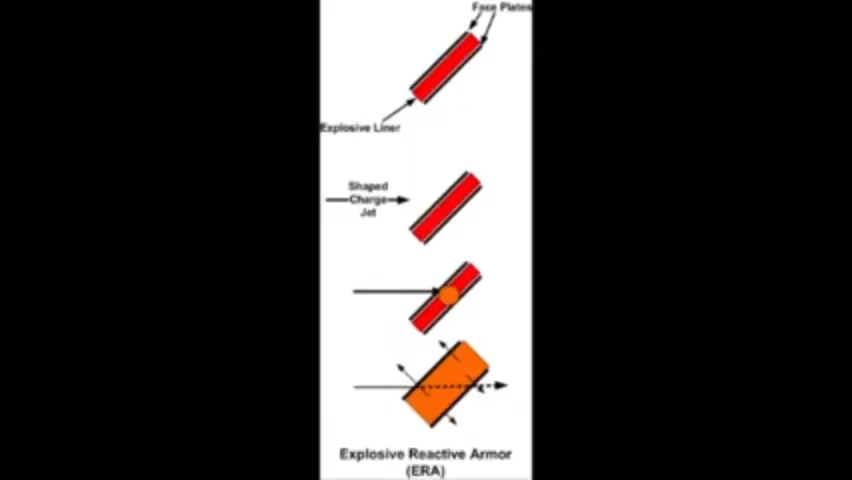 Face Plates
Explosive Liner
Shaped
Charge
Jet
Explosive Reactive Armor
(ERA)